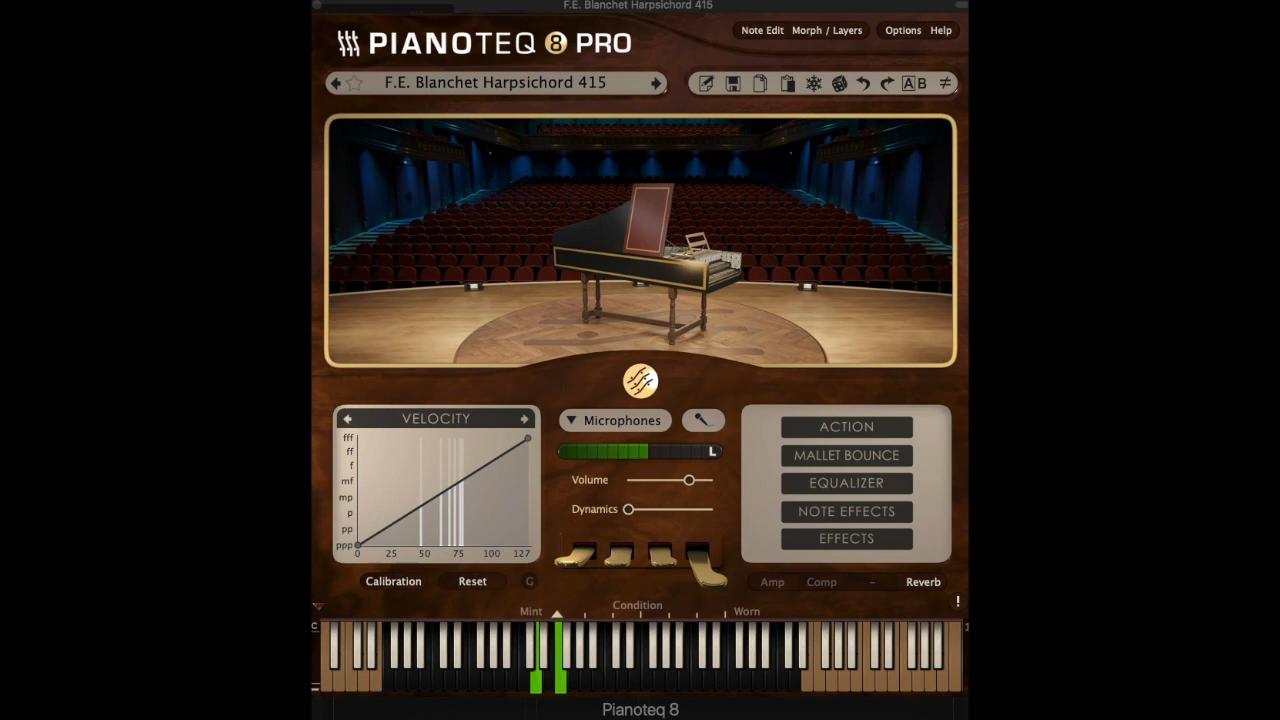 F.E. Blanchet Harpsichord 415
PIANOTEQ 8 PRO
Note Edit Morph / Layers Options Help
F.E. Blanchet Harpsichord 415
A B
VELOCITY
fff
ff
f
mf
mp
p
pp
ppp
0 25 50 75 100 127
Calibration Reset G
Microphones
L
Volume
Dynamics
ACTION
MALLET BOUNCE
EQUALIZER
NOTE EFFECTS
EFFECTS
Amp Comp – Reverb
!
Mint Condition Worn
C
Pianoteq 8